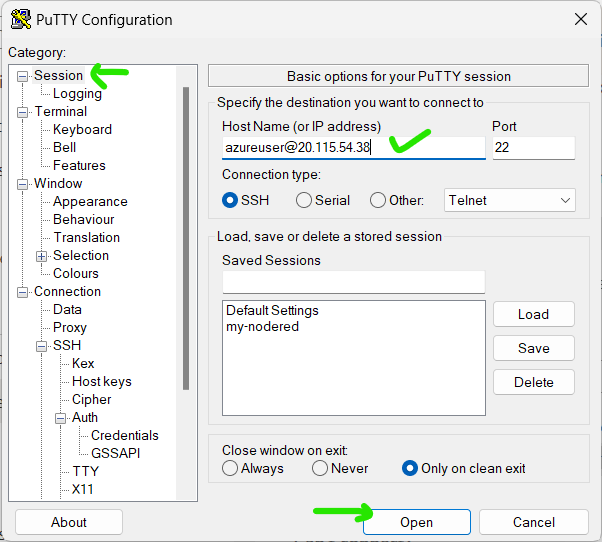 PuTTY Configuration
Category:
Session
Logging
Terminal
Keyboard
Bell
Features
Window
Appearance
Behaviour
Translation
Selection
Colours
Connection
Data
Proxy
SSH
Kex
Host keys
Cipher
Auth
Credentials
GSSAPI
TTY
X11
Basic options for your PuTTY session
Specify the destination you want to connect to
Host Name (or IP address) Port
azureuser@20.115.54.38 22
Connection type:
SSH Serial Other: Telnet
Load, save or delete a stored session
Saved Sessions
Default Settings
my-nodered
Load
Save
Delete
Close window on exit:
Always Never Only on clean exit
About Open Cancel